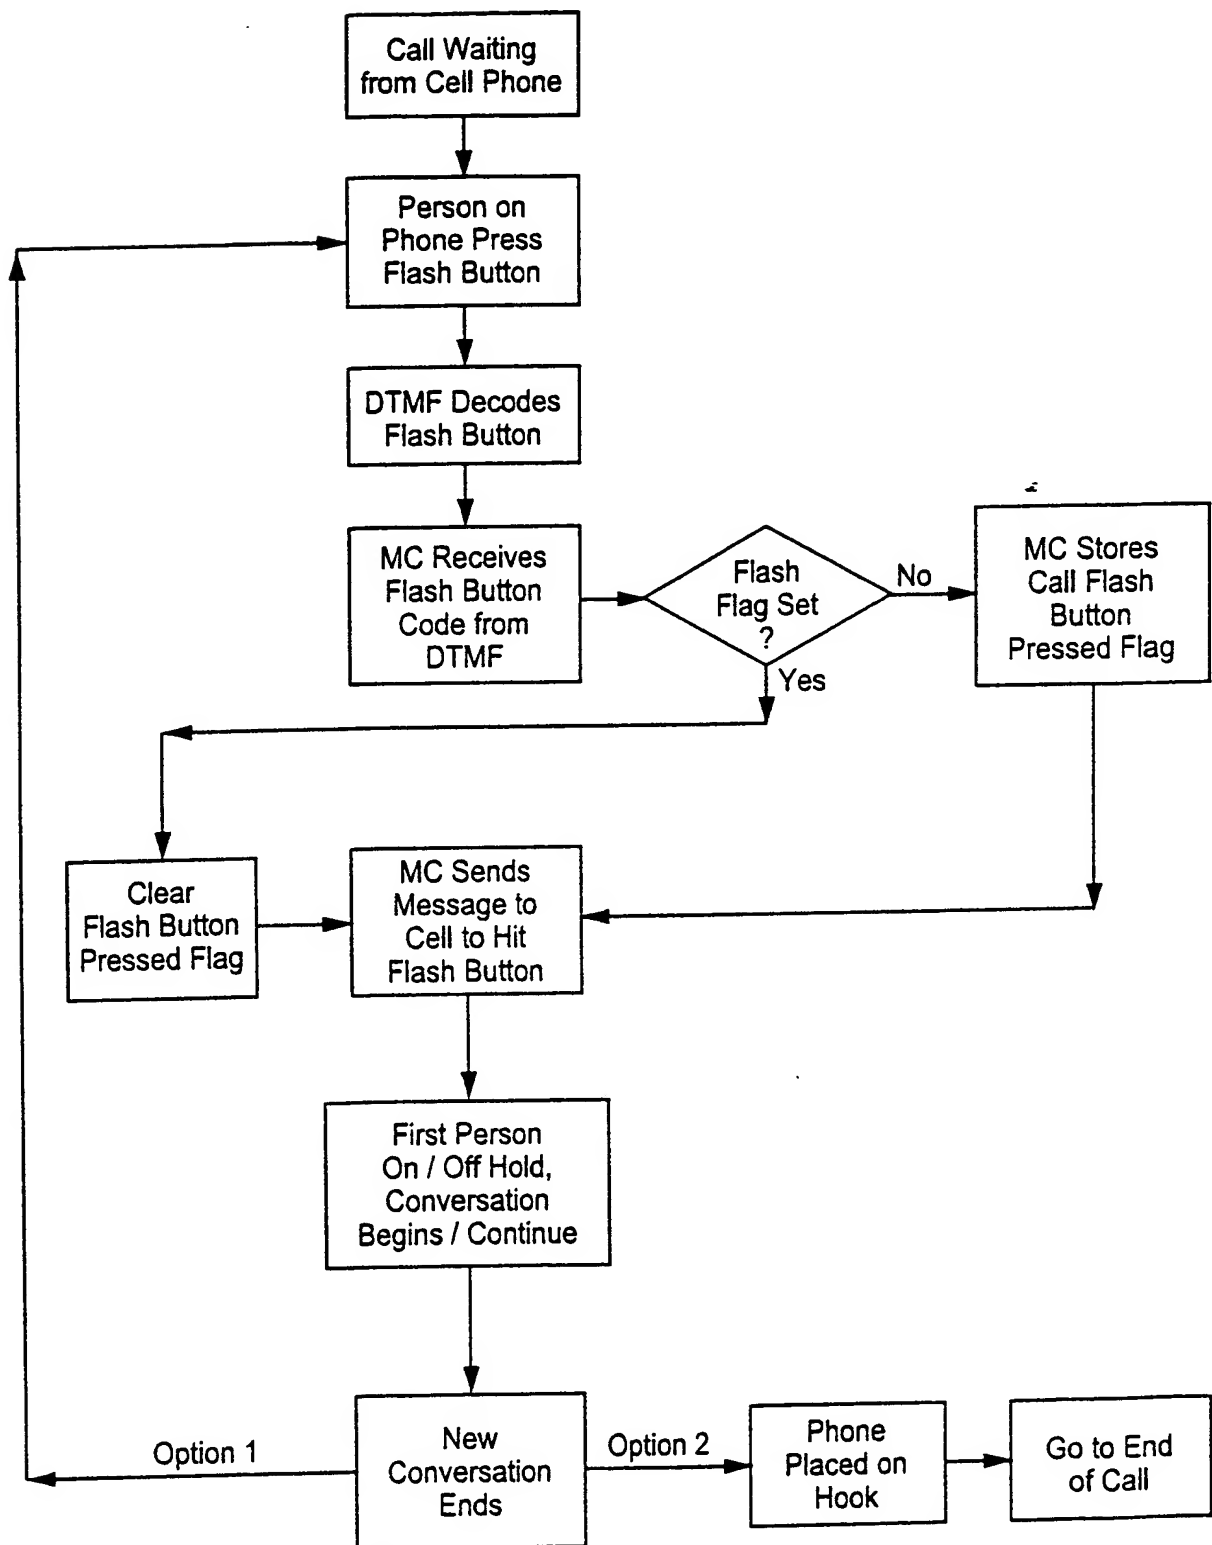 Call Waiting
from Cell Phone
Person on
Phone Press
Flash Button
DTMF Decodes
Flash Button
MC Receives
Flash Button
Code from
DTMF
Flash
Flag Set
?
No
Yes
MC Stores
Call Flash
Button
Pressed Flag
Clear
Flash Button
Pressed Flag
MC Sends
Message to
Cell to Hit
Flash Button
First Person
On / Off Hold,
Conversation
Begins / Continue
New
Conversation
Ends
Option 1
Option 2
Phone
Placed on
Hook
Go to End
of Call